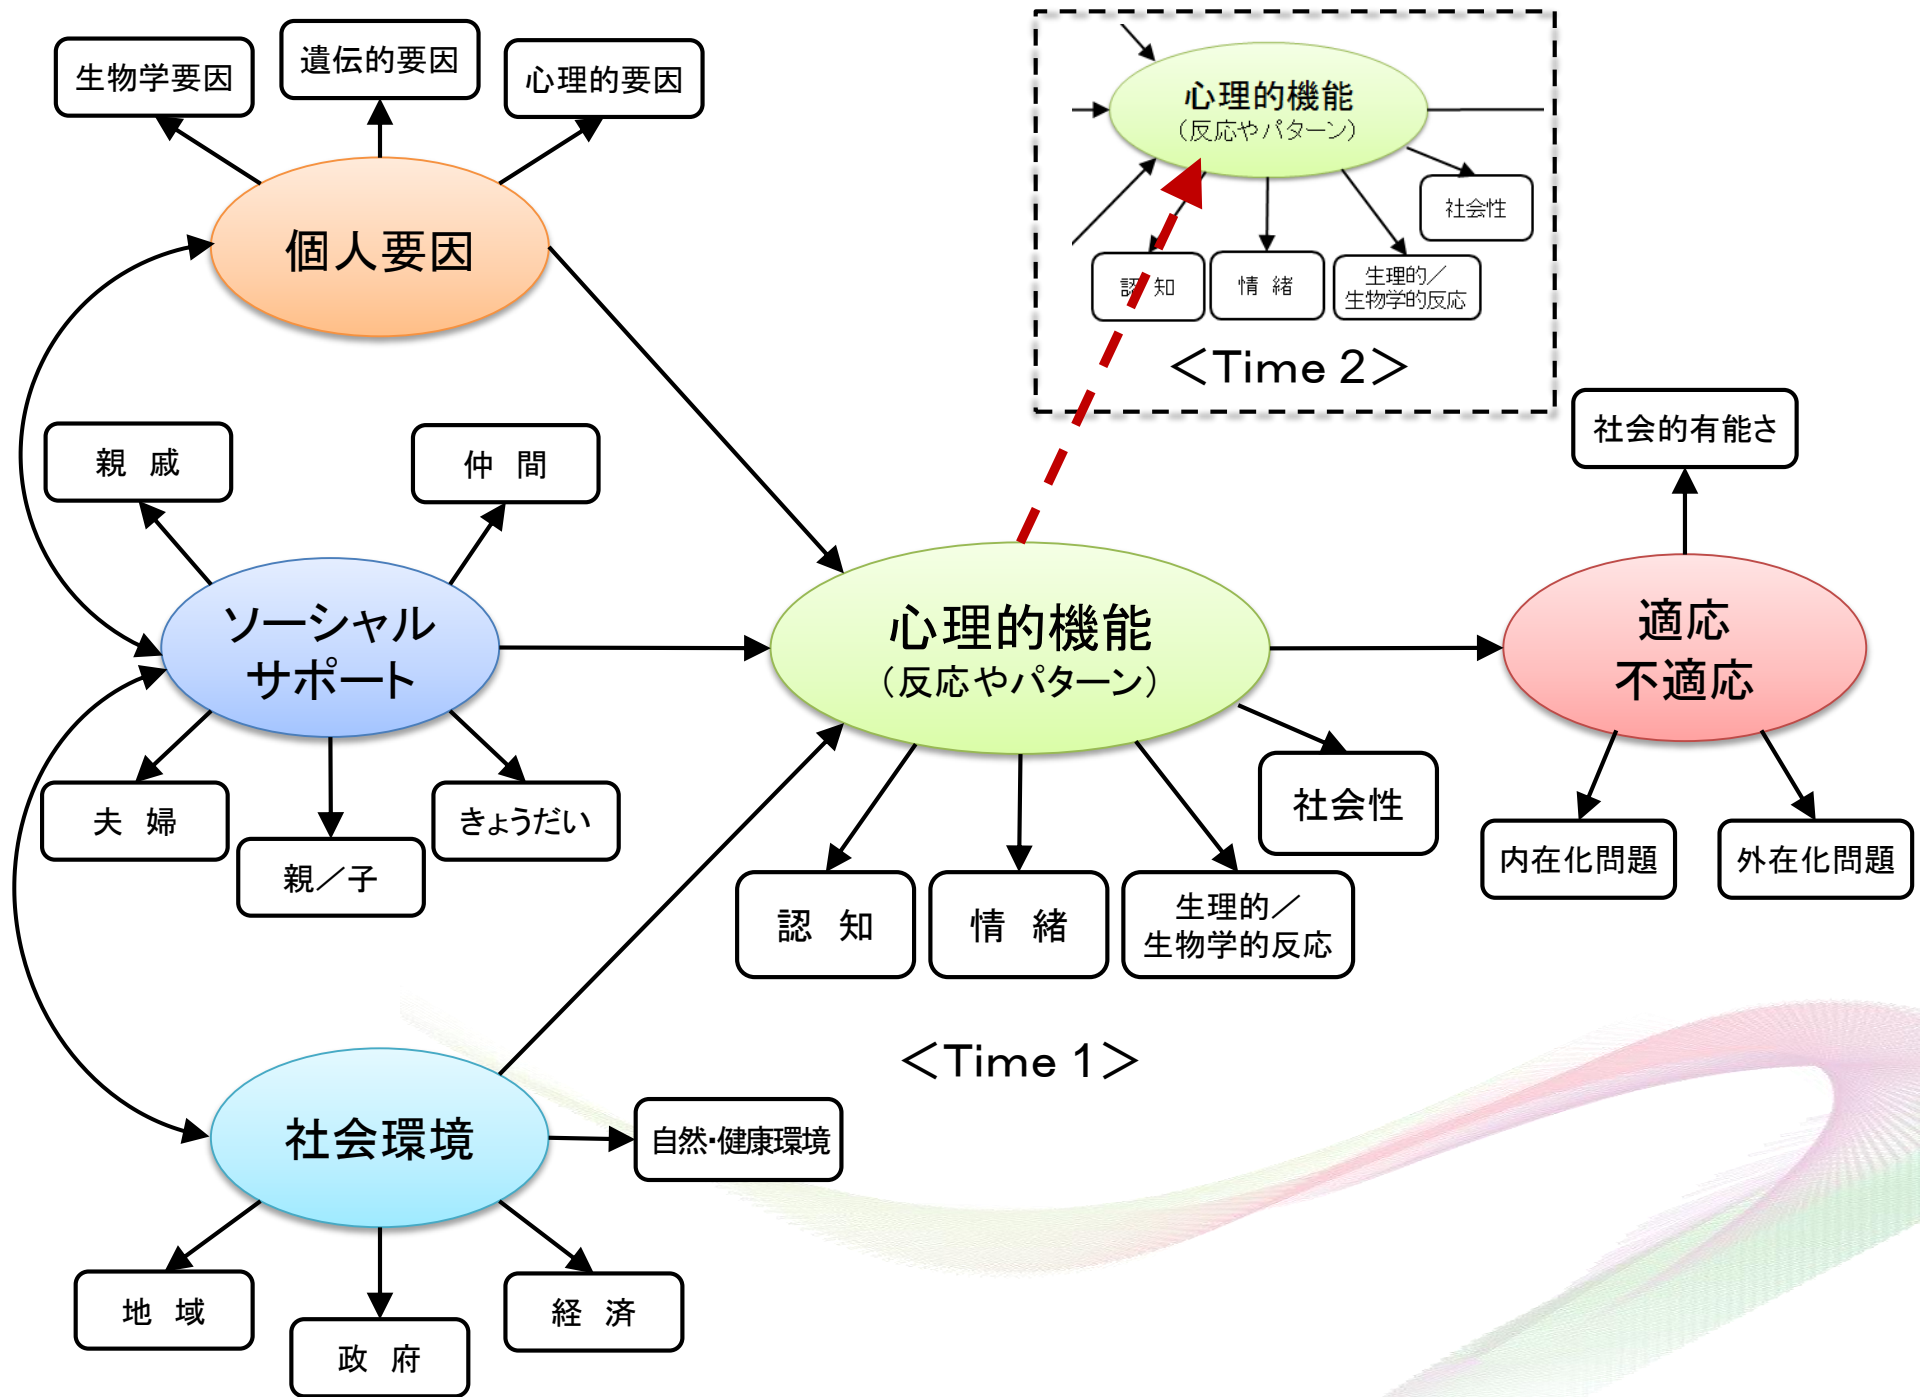 生物学要因
遺伝的要因
心理的要因
個人要因
親　戚
仲　間
ソーシャル
サポート
夫　婦
親／子
きょうだい
社会環境
自然・健康環境
地　域
政　府
経　済
心理的機能
（反応やパターン）
認　知
情　緒
生理的／
生物学的反応
社会性
＜Time 1＞
心理的機能
（反応やパターン）
認　知
情　緒
生理的／
生物学的反応
社会性
＜Time 2＞
社会的有能さ
適応
不適応
内在化問題
外在化問題